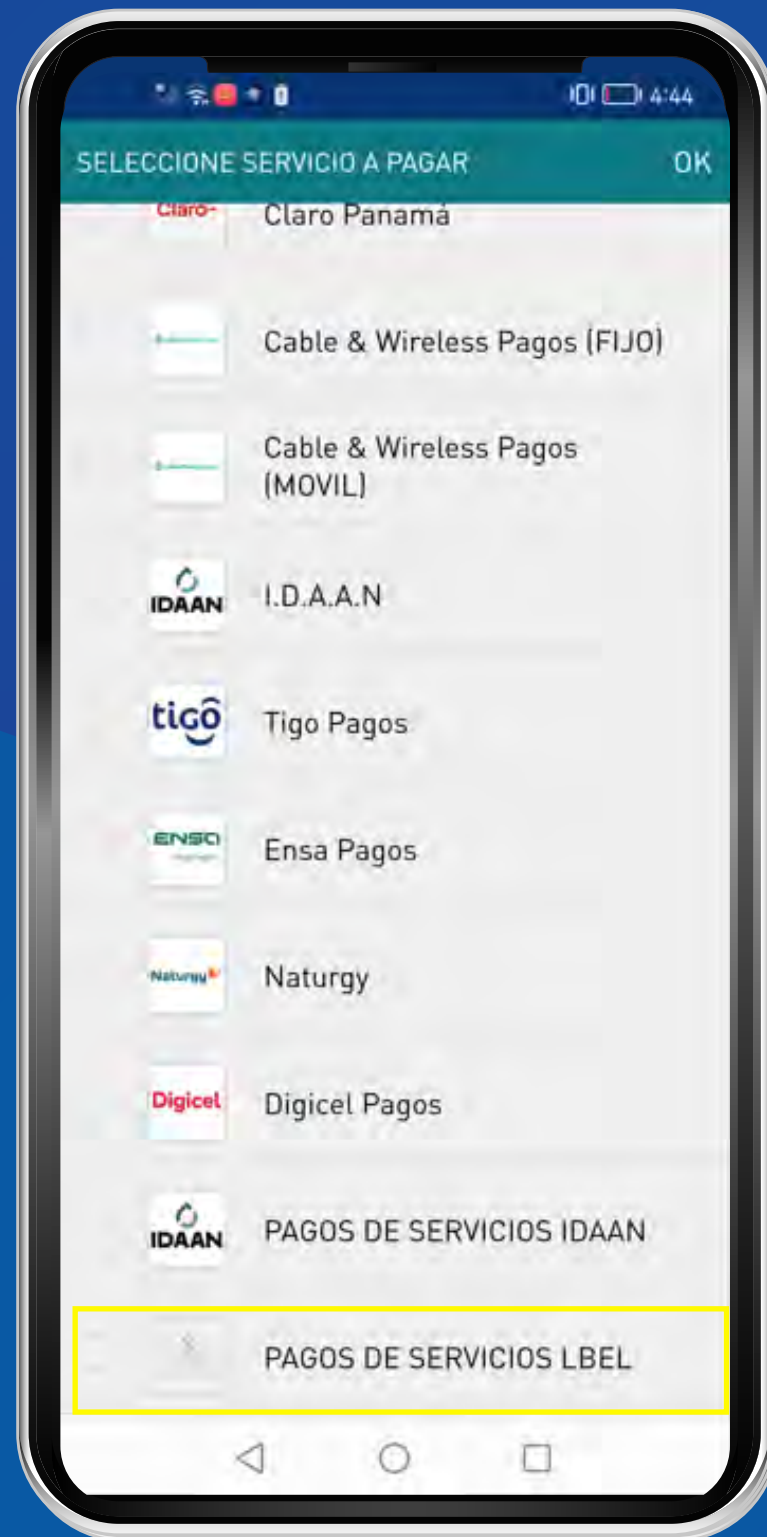 4:44
SELECCIONE SERVICIO A PAGAR OK
Claro- Claro Panamá
Cable & Wireless Pagos (FIJO)
Cable & Wireless Pagos
(MOVIL)
IDAAN I.D.A.A.N
tigô Tigo Pagos
ensa Ensa Pagos
Naturgy Naturgy
Digicel Digicel Pagos
IDAAN PAGOS DE SERVICIOS IDAAN
PAGOS DE SERVICIOS LBEL